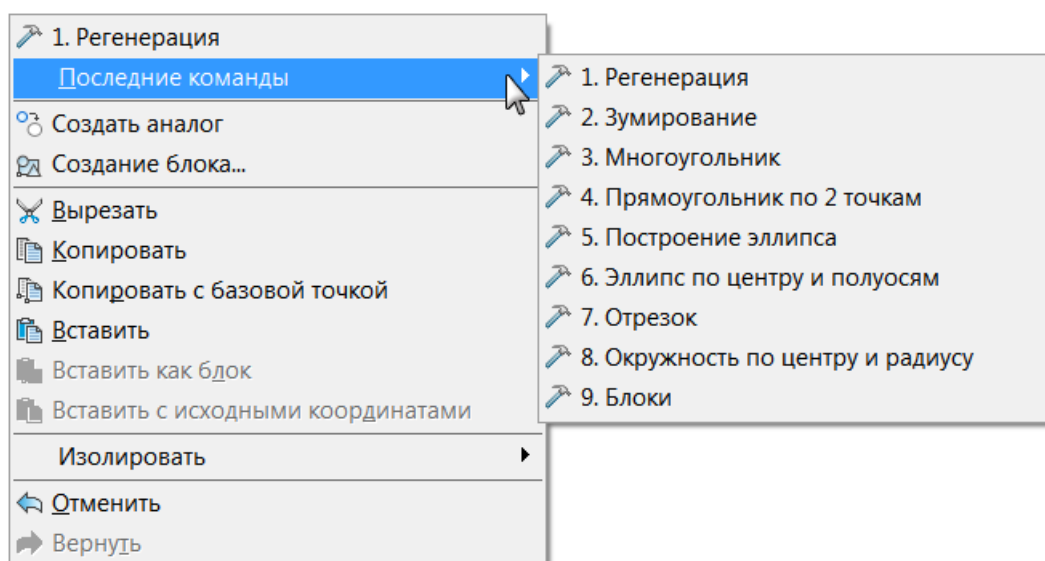 1. Регенерация
Последние команды
Создать аналог
Создание блока...
Вырезать
Копировать
Копировать с базовой точкой
Вставить
Вставить как блок
Вставить с исходными координатами
Изолировать
Отменить
Вернуть
1. Регенерация
2. Зумирование
3. Многоугольник
4. Прямоугольник по 2 точкам
5. Построение эллипса
6. Эллипс по центру и полуосям
7. Отрезок
8. Окружность по центру и радиусу
9. Блоки